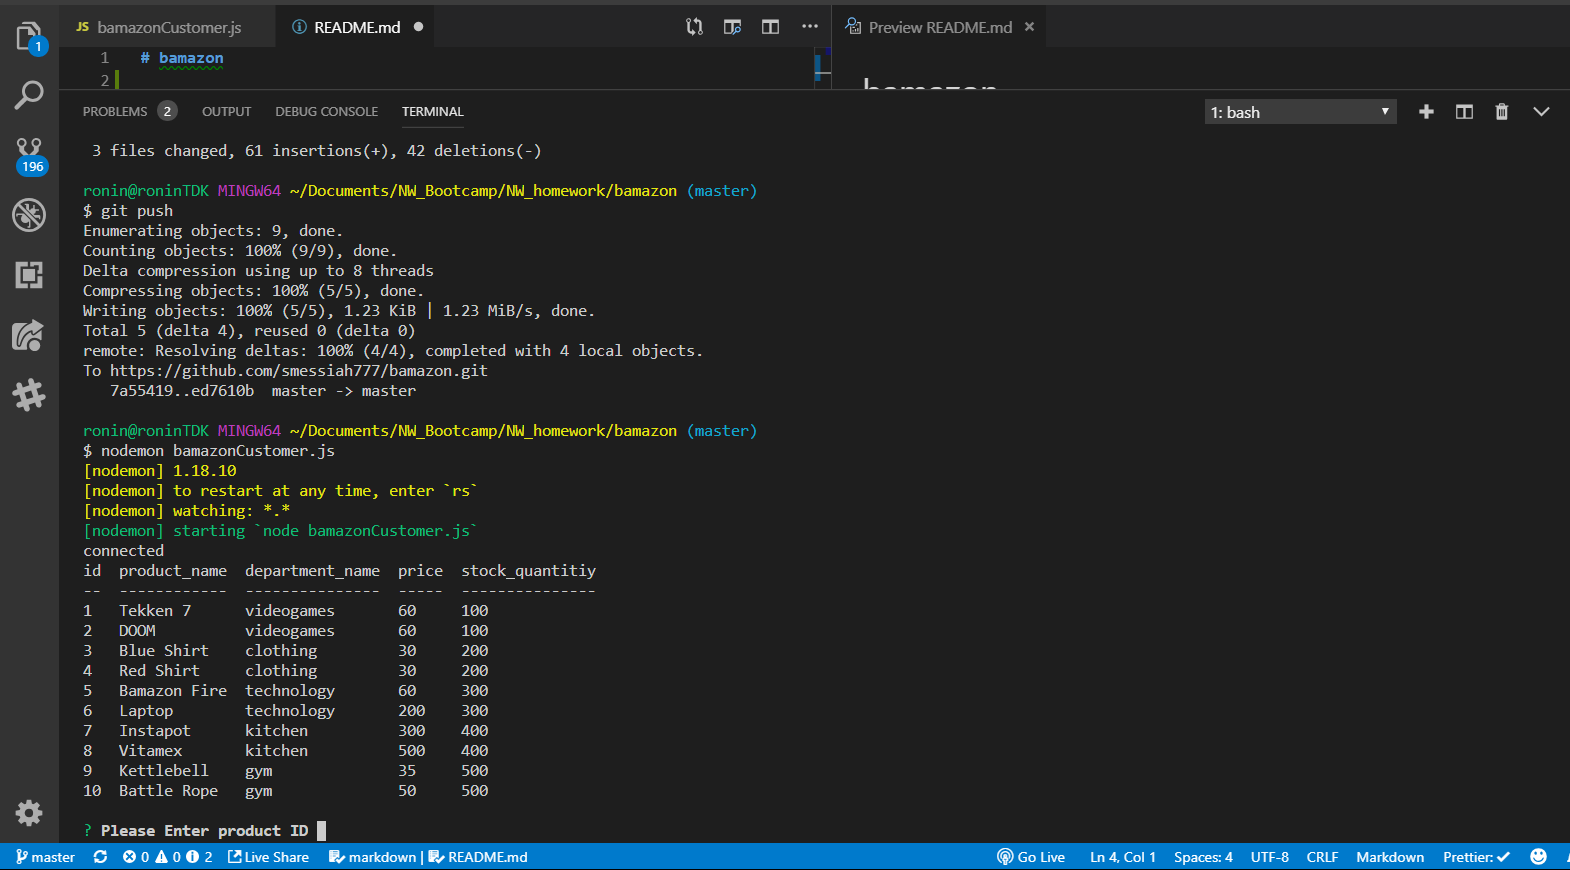 JS bamazonCustomer.js
README.md
Preview README.md
1
1 # bamazon
2
bamazon
PROBLEMS 2 OUTPUT DEBUG CONSOLE TERMINAL
1: bash
196
3 files changed, 61 insertions(+), 42 deletions(-)
ronin@roninTDK MINGW64 ~/Documents/NW_Bootcamp/NW_homework/bamazon (master)
$ git push
Enumerating objects: 9, done.
Counting objects: 100% (9/9), done.
Delta compression using up to 8 threads
Compressing objects: 100% (5/5), done.
Writing objects: 100% (5/5), 1.23 KiB | 1.23 MiB/s, done.
Total 5 (delta 4), reused 0 (delta 0)
remote: Resolving deltas: 100% (4/4), completed with 4 local objects.
To https://github.com/smessiah777/bamazon.git
7a55419..ed7610b master -> master
ronin@roninTDK MINGW64 ~/Documents/NW_Bootcamp/NW_homework/bamazon (master)
$ nodemon bamazonCustomer.js
[nodemon] 1.18.10
[nodemon] to restart at any time, enter `rs`
[nodemon] watching: *.*
[nodemon] starting `node bamazonCustomer.js`
connected
id product_name department_name price stock_quantitiy
-- ------------ --------------- ----- ---------------
1 Tekken 7 videogames 60 100
2 DOOM videogames 60 100
3 Blue Shirt clothing 30 200
4 Red Shirt clothing 30 200
5 Bamazon Fire technology 60 300
6 Laptop technology 200 300
7 Instapot kitchen 300 400
8 Vitamex kitchen 500 400
9 Kettlebell gym 35 500
10 Battle Rope gym 50 500
? Please Enter product ID
master 0 0 2 Live Share markdown | README.md Go Live Ln 4, Col 1 Spaces: 4 UTF-8 CRLF Markdown Prettier: ✓